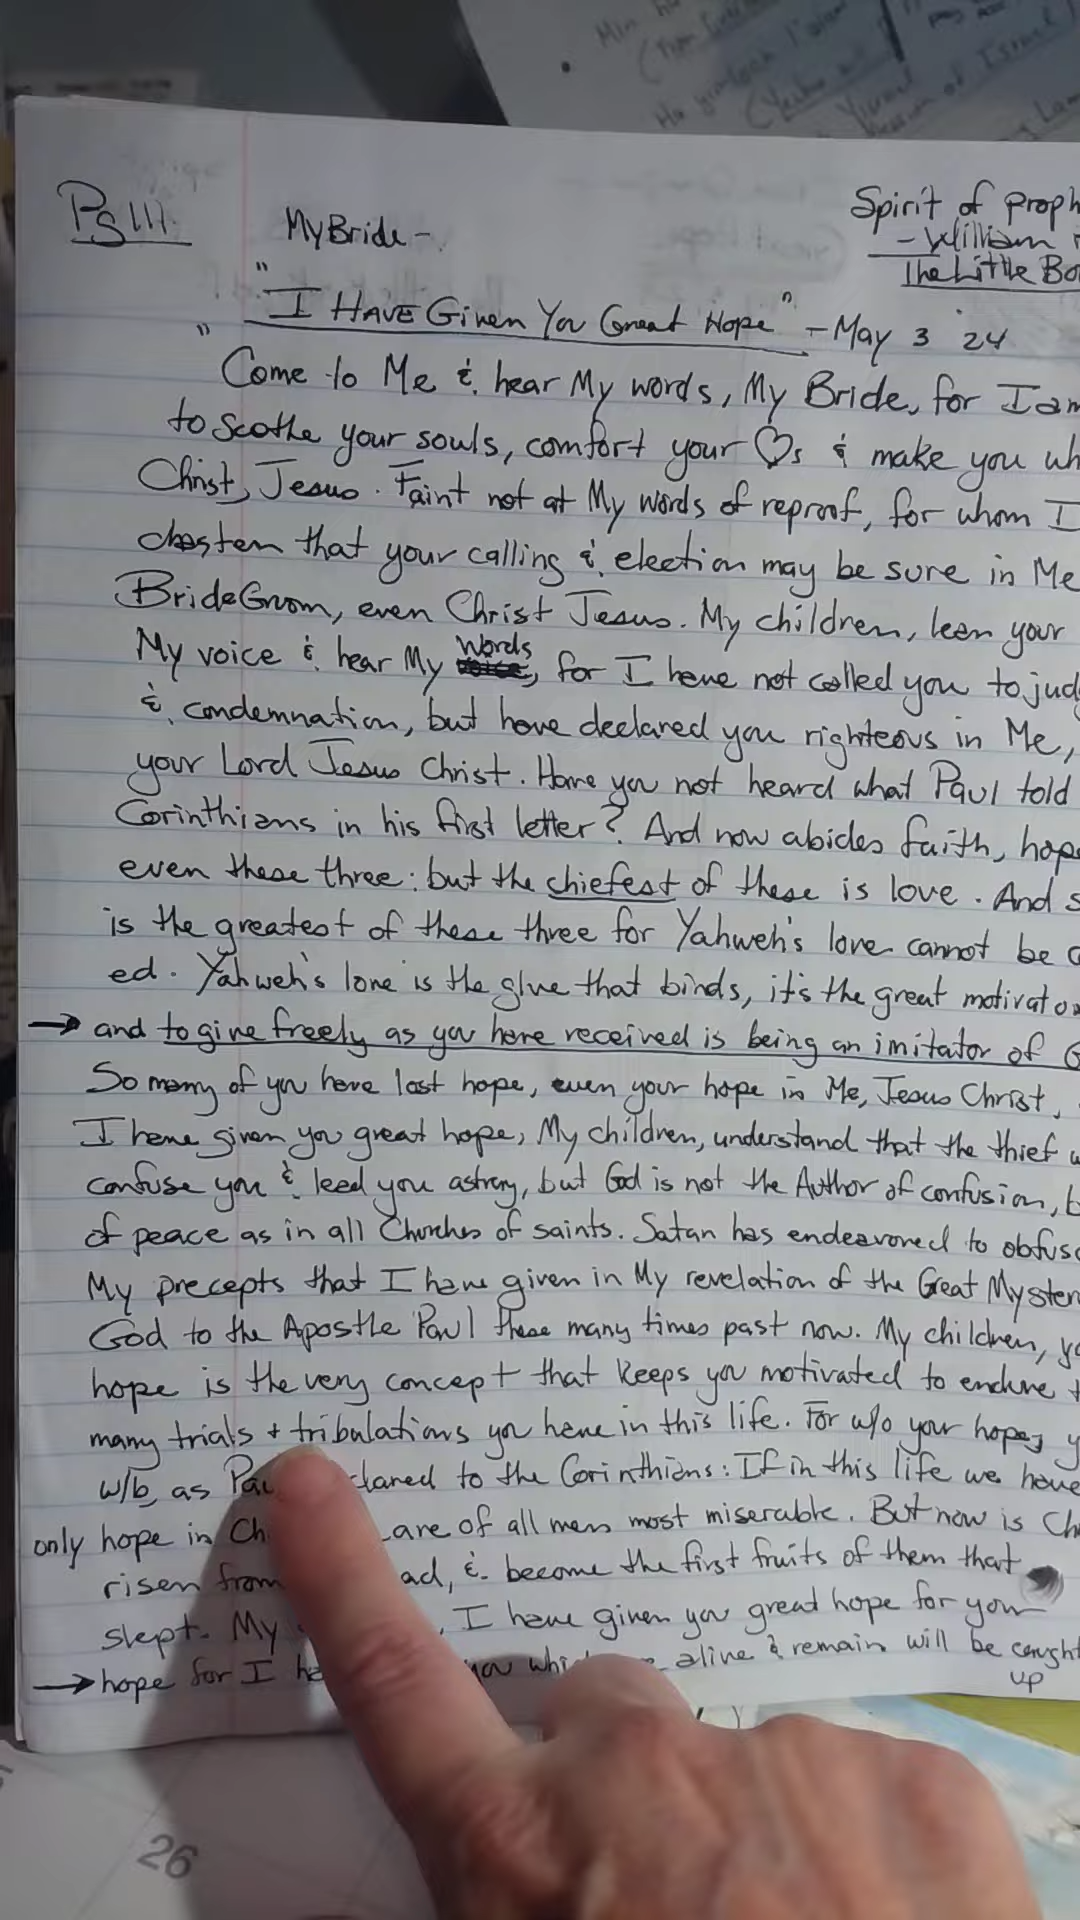 Ps 111.
My Bride -
Spirit of Proph
- William
The Little Bo
"I HAVE Given You Great Hope" - May 3 '24
"Come to Me & hear My words, My Bride, for I am
to soothe your souls, comfort your ♡s & make you wh
Christ, Jesus. Faint not at My words of reproof, for whom I
chasten that your calling & election may be sure in Me
BrideGroom, even Christ Jesus. My children, lean your
My voice & hear My words, for I have not called you to jud
& condemnation, but have declared you righteous in Me,
your Lord Jesus Christ. Have you not heard what Paul told
Corinthians in his first letter? And now abides faith, hope
even these three: but the chiefest of these is love. And s
is the greatest of these three for Yahweh's love cannot be
ed. Yahweh's love is the glue that binds, it's the great motivato
→ and to give freely as you have received is being an imitator of G
So many of you have lost hope, even your hope in Me, Jesus Christ,
I have given you great hope, My children, understand that the thief w
confuse you & lead you astray, but God is not the Author of confusion, b
of peace as in all Churches of saints. Satan has endeavored to obfusc
My precepts that I have given in My revelation of the Great Myster
God to the Apostle Paul these many times past now. My children, yo
hope is the very concept that keeps you motivated to endure t
many trials + tribulations you have in this life. For w/o your hope, y
w/b, as Pau clared to the Corinthians: If in this life we have
only hope in Ch are of all men most miserable. But now is Ch
risen from ad, & become the first fruits of them that
slept. My , I have given you great hope for your
→ hope for I ha you whi alive & remain will be caught
up
26